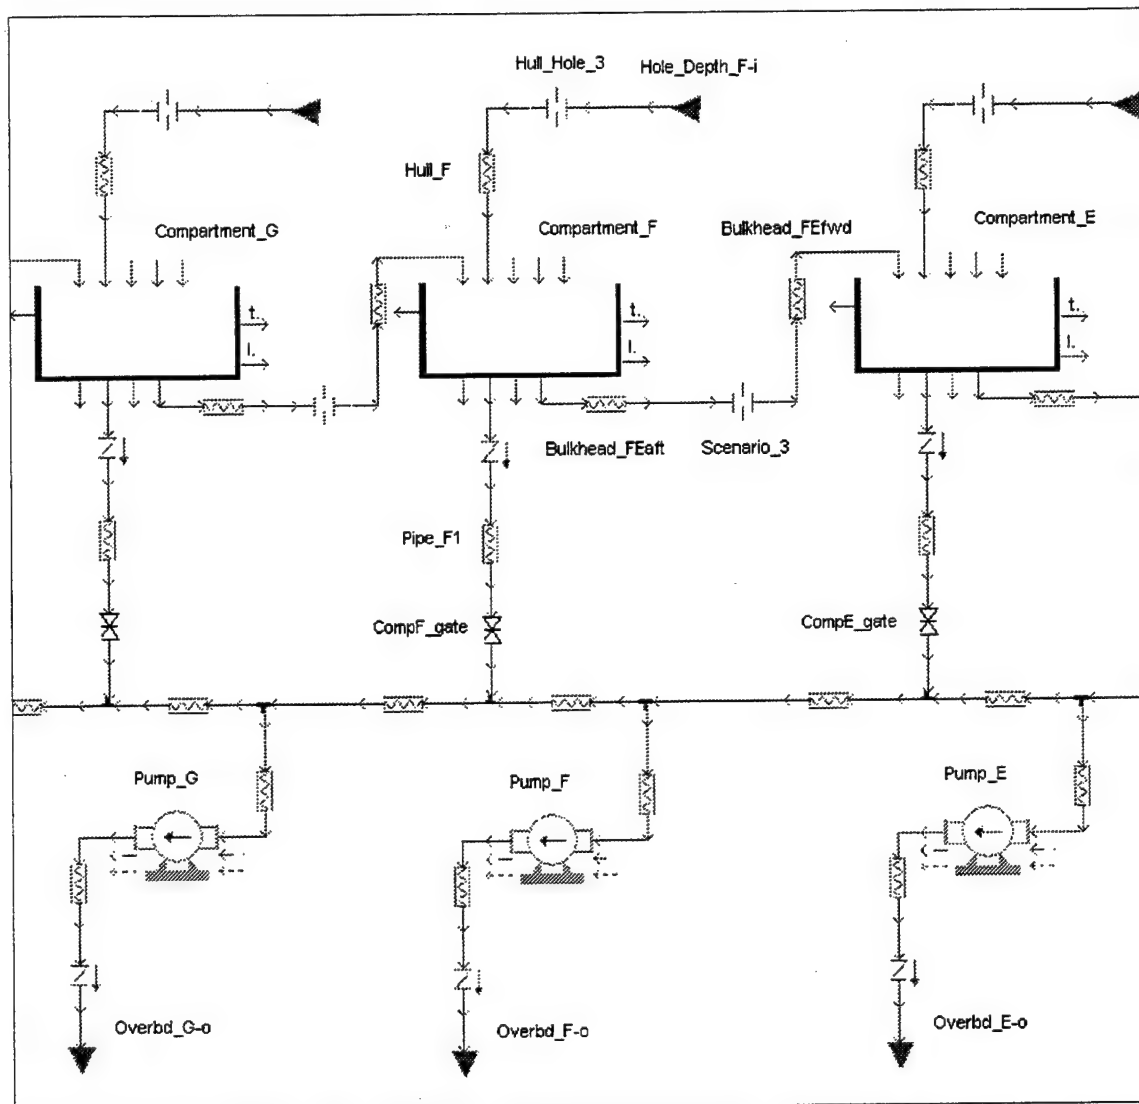 Hull_Hole_3
Hole_Depth_F-i
Hull_F
Compartment_G
Compartment_F
Bulkhead_FEfwd
Compartment_E
t.
t.
t.
l.
l.
l.
Bulkhead_FEaft
Scenario_3
Pipe_F1
CompF_gate
CompE_gate
Pump_G
Pump_F
Pump_E
Overbd_G-o
Overbd_F-o
Overbd_E-o